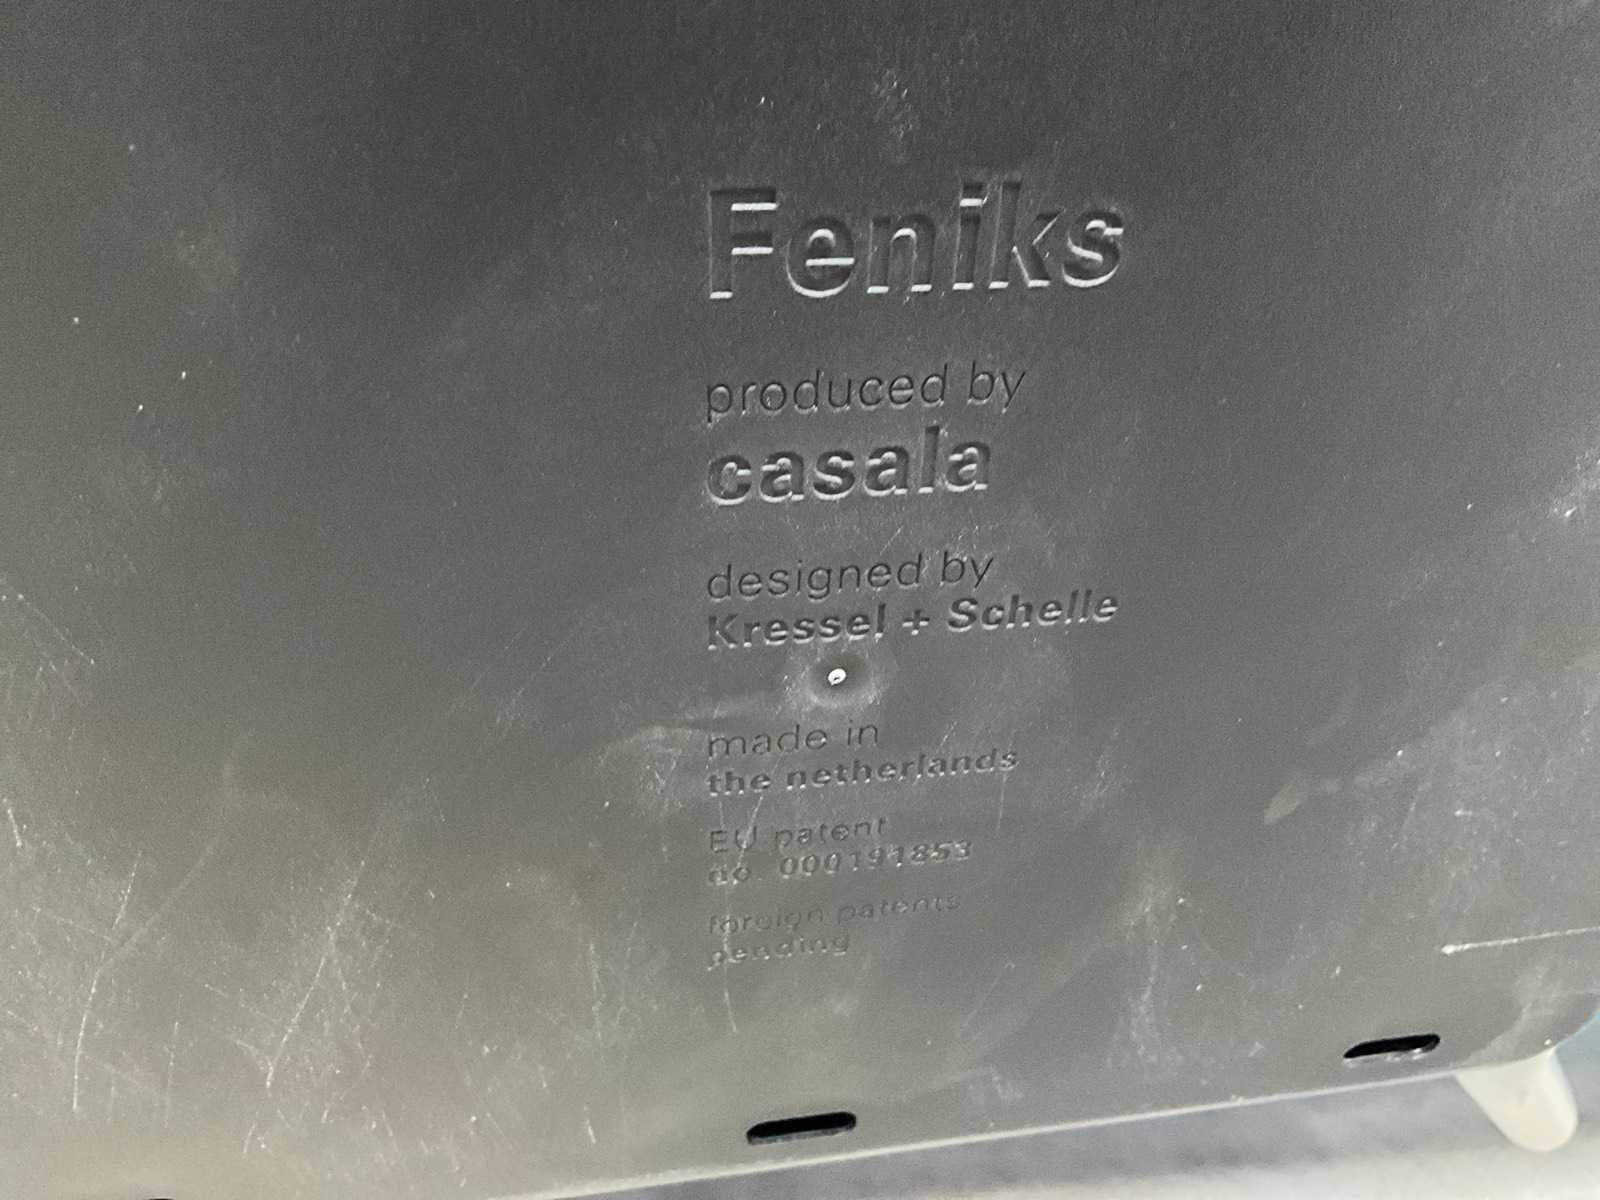 Feniks
produced by
casala
designed by
Kressel + Schelle
made in
the netherlands
EU patent
no. 000191853
foreign patents
pending